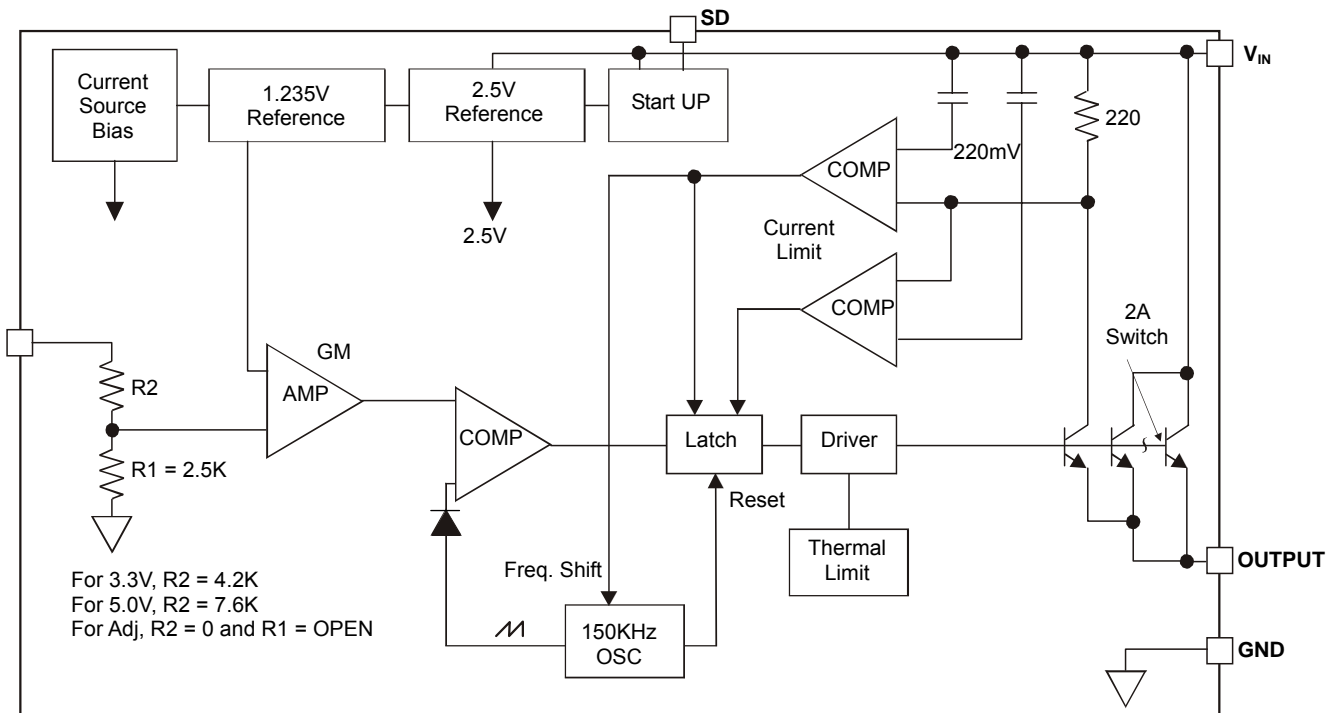 SD
V_IN
Current
Source
Bias
1.235V
Reference
2.5V
Reference
Start UP
220
220mV
COMP
2.5V
Current
Limit
COMP
2A
Switch
GM
AMP
R2
COMP
Latch
Driver
R1 = 2.5K
Reset
Thermal
Limit
Freq. Shift
OUTPUT
For 3.3V, R2 = 4.2K
For 5.0V, R2 = 7.6K
For Adj, R2 = 0 and R1 = OPEN
150KHz
OSC
GND